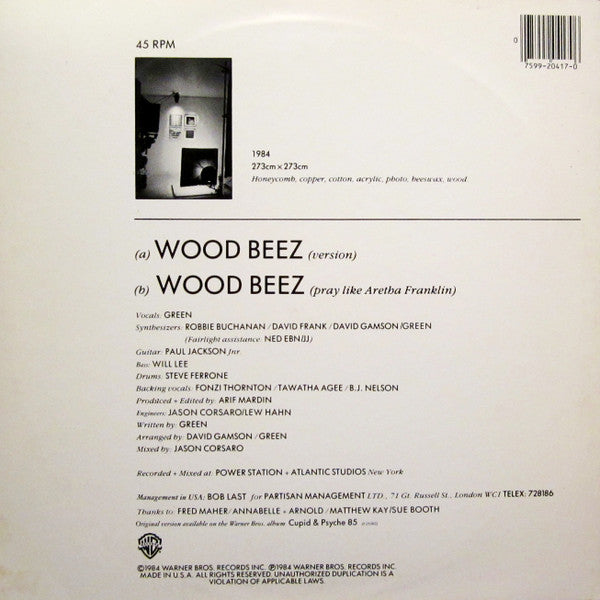 45 RPM
0
7599-20417-0
1984
273cm × 273cm
Honeycomb, copper, cotton, acrylic, photo, beeswax, wood
(a) WOOD BEEZ (version)
(b) WOOD BEEZ (pray like Aretha Franklin)
Vocals: GREEN
Synthesizers: ROBBIE BUCHANAN / DAVID FRANK / DAVID GAMSON /GREEN
(Fairlight assistance: NED EBN/JJ)
Guitar: PAUL JACKSON Jnr.
Bass: WILL LEE
Drums: STEVE FERRONE
Backing vocals: FONZI THORNTON / TAWATHA AGEE / B.J. NELSON
Produced + Edited by: ARIF MARDIN
Engineers: JASON CORSARO/LEW HAHN
Written by: GREEN
Arranged by: DAVID GAMSON / GREEN
Mixed by: JASON CORSARO
Recorded + Mixed at: POWER STATION + ATLANTIC STUDIOS New York
Management in USA: BOB LAST for PARTISAN MANAGEMENT LTD., 71 Gt. Russell St., London WC1 TELEX: 728186
Thanks to: FRED MAHER/ ANNABELLE + ARNOLD / MATTHEW KAY/SUE BOOTH
Original version available on the Warner Bros. album Cupid & Psyche 85
©1984 WARNER BROS. RECORDS INC. ℗1984 WARNER BROS. RECORDS INC.
MADE IN U.S.A. ALL RIGHTS RESERVED. UNAUTHORIZED DUPLICATION IS A
VIOLATION OF APPLICABLE LAWS.